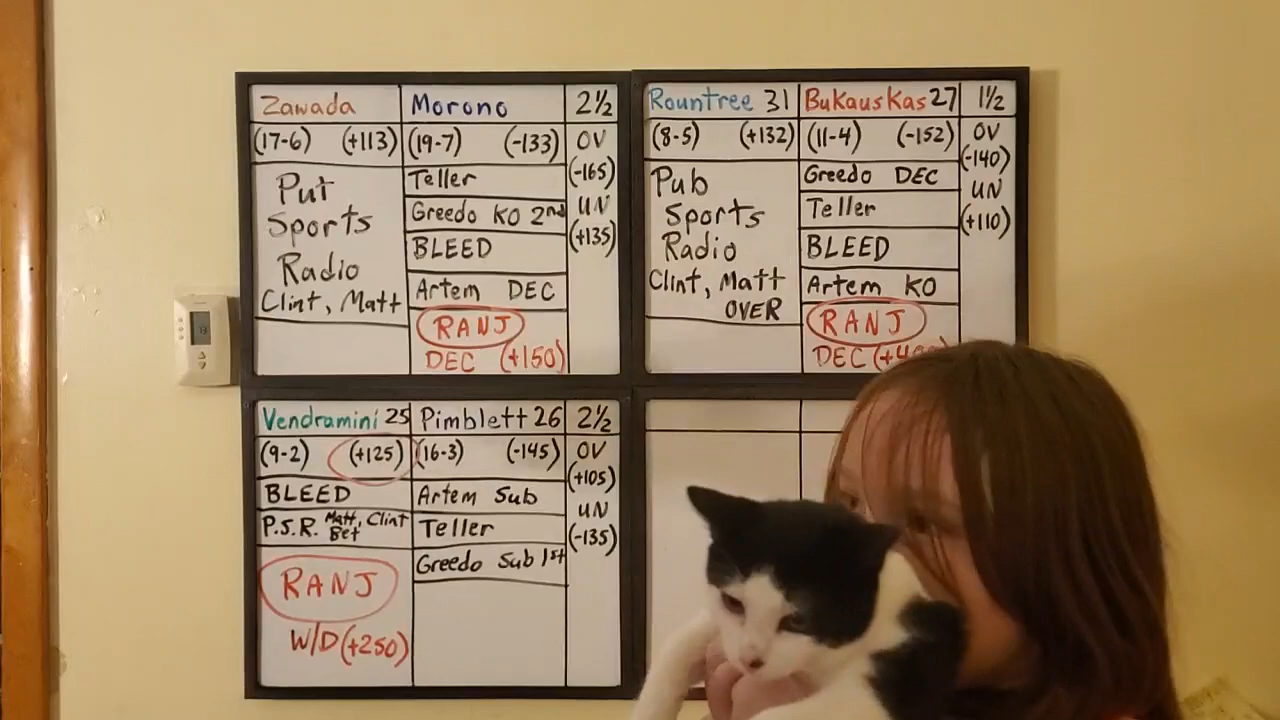 Zawada Morono 2½
(17-6) (+113) (19-7) (-133) OV
(-165)
UN
(+135)
Put
Sports
Radio
Clint, Matt
Teller
Greedo KO 2nd
BLEED
Artem DEC
RANJ
DEC (+150)
Rountree 31 Bukauskas 27 1½
(8-5) (+132) (11-4) (-152) OV
(-140)
UN
(+110)
Pub
Sports
Radio
Clint, Matt
OVER
Greedo DEC
Teller
BLEED
Artem KO
RANJ
DEC
Vendramini 25 Pimblett 26 2½
(9-2) (+125) (16-3) (-145) OV
(+105)
UN
(-135)
BLEED
P.S.R. Matt, Clint
Bet
RANJ
W/D (+250)
Artem Sub
Teller
Greedo Sub 1st